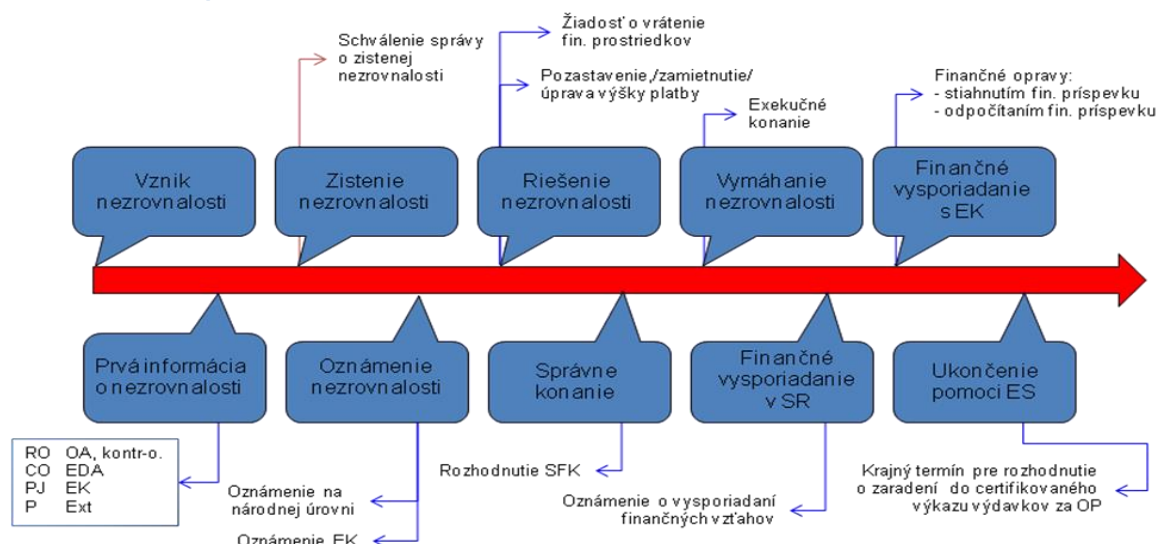 Žiadosť o vrátenie
fin. prostriedkov
Schválenie správy
o zistenej
nezrovnalosti
Pozastavenie,/zamietnutie/
úprava výšky platby
Exekučné
konanie
Finančné opravy:
- stiahnutím fin. príspevku
- odpočítaním fin. príspevku
Vznik
nezrovnalosti
Zistenie
nezrovnalosti
Riešenie
nezrovnalosti
Vymáhanie
nezrovnalosti
Finančné
vysporiadanie
s EK
Prvá informácia
o nezrovnalosti
Oznámenie
nezrovnalosti
Správne
konanie
Finančné
vysporiadanie
v SR
Ukončenie
pomoci ES
RO OA, kontr-o.
CO EDA
PJ EK
P Ext
Oznámenie na
národnej úrovni
Oznámenie EK
Rozhodnutie SFK
Oznámenie o vysporiadaní
finančných vzťahov
Krajný termín pre rozhodnutie
o zaradení do certifikovaného
výkazu výdavkov za OP